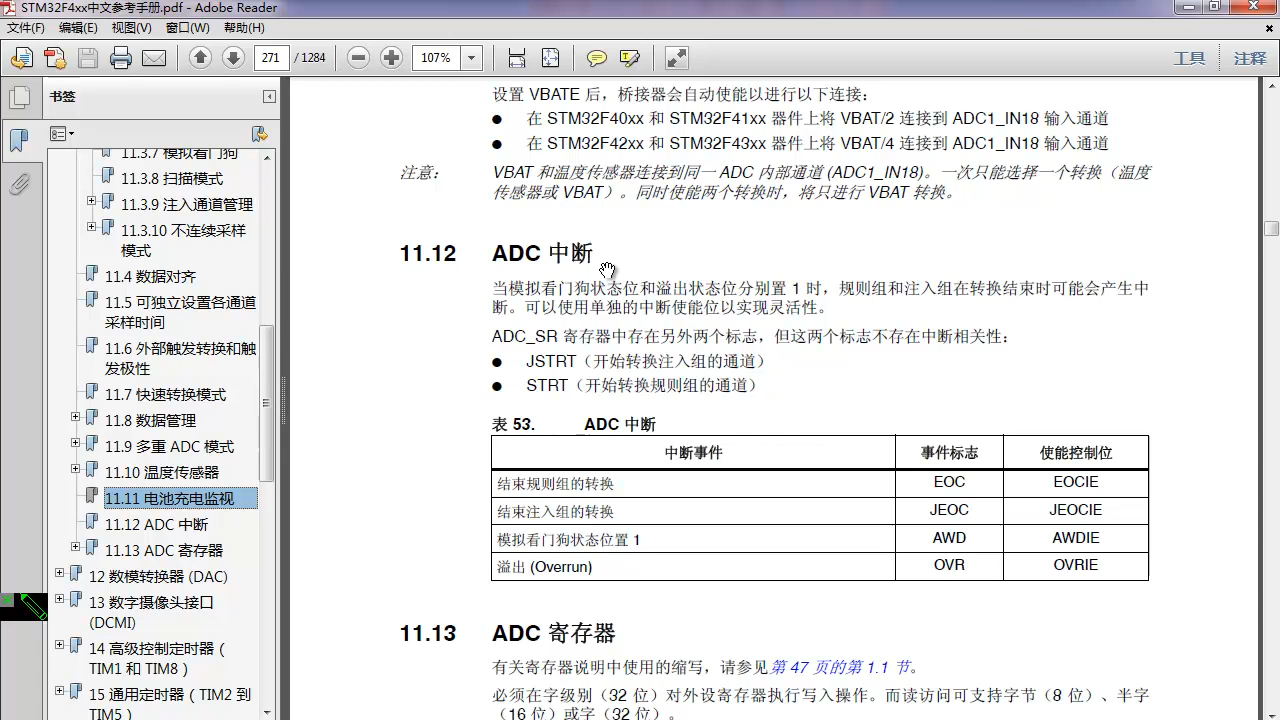 STM32F4xx中文参考手册.pdf - Adobe Reader
文件(F) 编辑(E) 视图(V) 窗口(W) 帮助(H)
271 / 1284 107% 工具 注释
书签
11.3.7 模拟看门狗
11.3.8 扫描模式
11.3.9 注入通道管理
11.3.10 不连续采样
模式
11.4 数据对齐
11.5 可独立设置各通道
采样时间
11.6 外部触发转换和触
发极性
11.7 快速转换模式
11.8 数据管理
11.9 多重 ADC 模式
11.10 温度传感器
11.11 电池充电监视
11.12 ADC 中断
11.13 ADC 寄存器
12 数模转换器 (DAC)
13 数字摄像头接口
(DCMI)
14 高级控制定时器（
TIM1 和 TIM8）
15 通用定时器（TIM2 到
TIM5）
设置 VBATE 后，桥接器会自动使能以进行以下连接：
● 在 STM32F40xx 和 STM32F41xx 器件上将 VBAT/2 连接到 ADC1_IN18 输入通道
● 在 STM32F42xx 和 STM32F43xx 器件上将 VBAT/4 连接到 ADC1_IN18 输入通道
注意： VBAT 和温度传感器连接到同一 ADC 内部通道 (ADC1_IN18)。一次只能选择一个转换（温度
传感器或 VBAT）。同时使能两个转换时，将只进行 VBAT 转换。
11.12 ADC 中断
当模拟看门狗状态位和溢出状态位分别置 1 时，规则组和注入组在转换结束时可能会产生中
断。可以使用单独的中断使能位以实现灵活性。
ADC_SR 寄存器中存在另外两个标志，但这两个标志不存在中断相关性：
● JSTRT（开始转换注入组的通道）
● STRT（开始转换规则组的通道）
表 53. ADC 中断
中断事件 事件标志 使能控制位
结束规则组的转换 EOC EOCIE
结束注入组的转换 JEOC JEOCIE
模拟看门狗状态位置 1 AWD AWDIE
溢出 (Overrun) OVR OVRIE
11.13 ADC 寄存器
有关寄存器说明中使用的缩写，请参见第 47 页的第 1.1 节。
必须在字级别（32 位）对外设寄存器执行写入操作。而读访问可支持字节（8 位）、半字
（16 位）或字（32 位）。